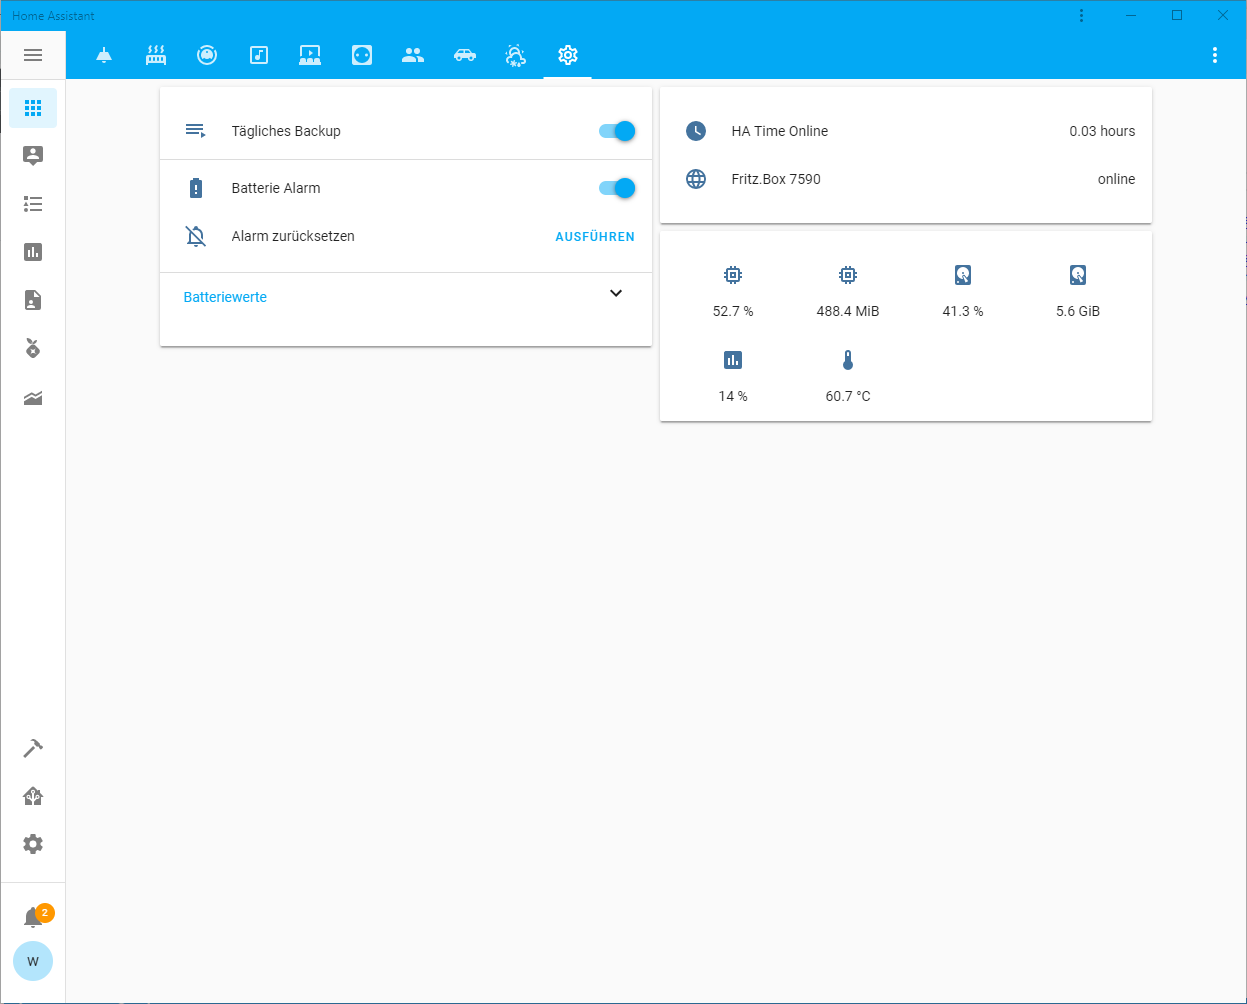 Home Assistant
Tägliches Backup
Batterie Alarm
Alarm zurücksetzen AUSFÜHREN
Batteriewerte
HA Time Online 0.03 hours
Fritz.Box 7590 online
52.7 % 488.4 MiB 41.3 % 5.6 GiB
14 % 60.7 °C
2
W